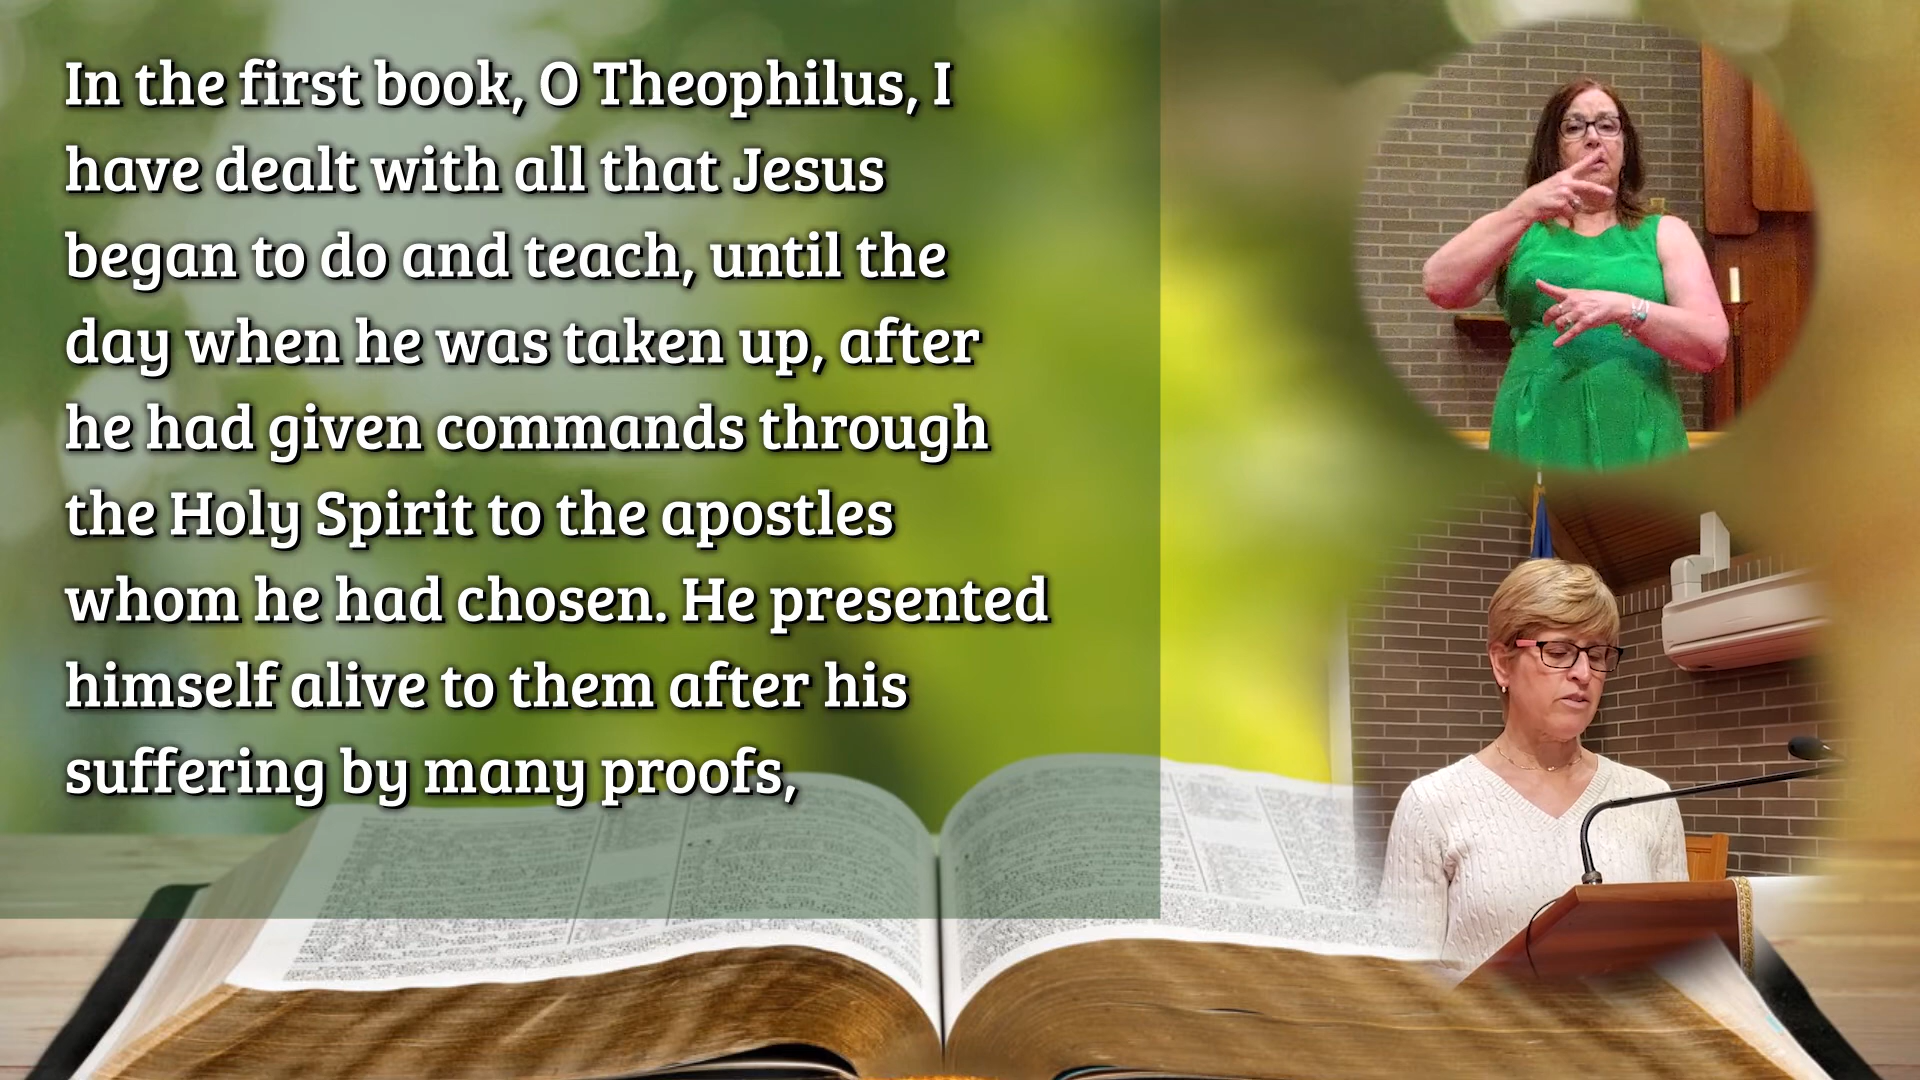 In the first book, O Theophilus, I
have dealt with all that Jesus
began to do and teach, until the
day when he was taken up, after
he had given commands through
the Holy Spirit to the apostles
whom he had chosen. He presented
himself alive to them after his
suffering by many proofs,